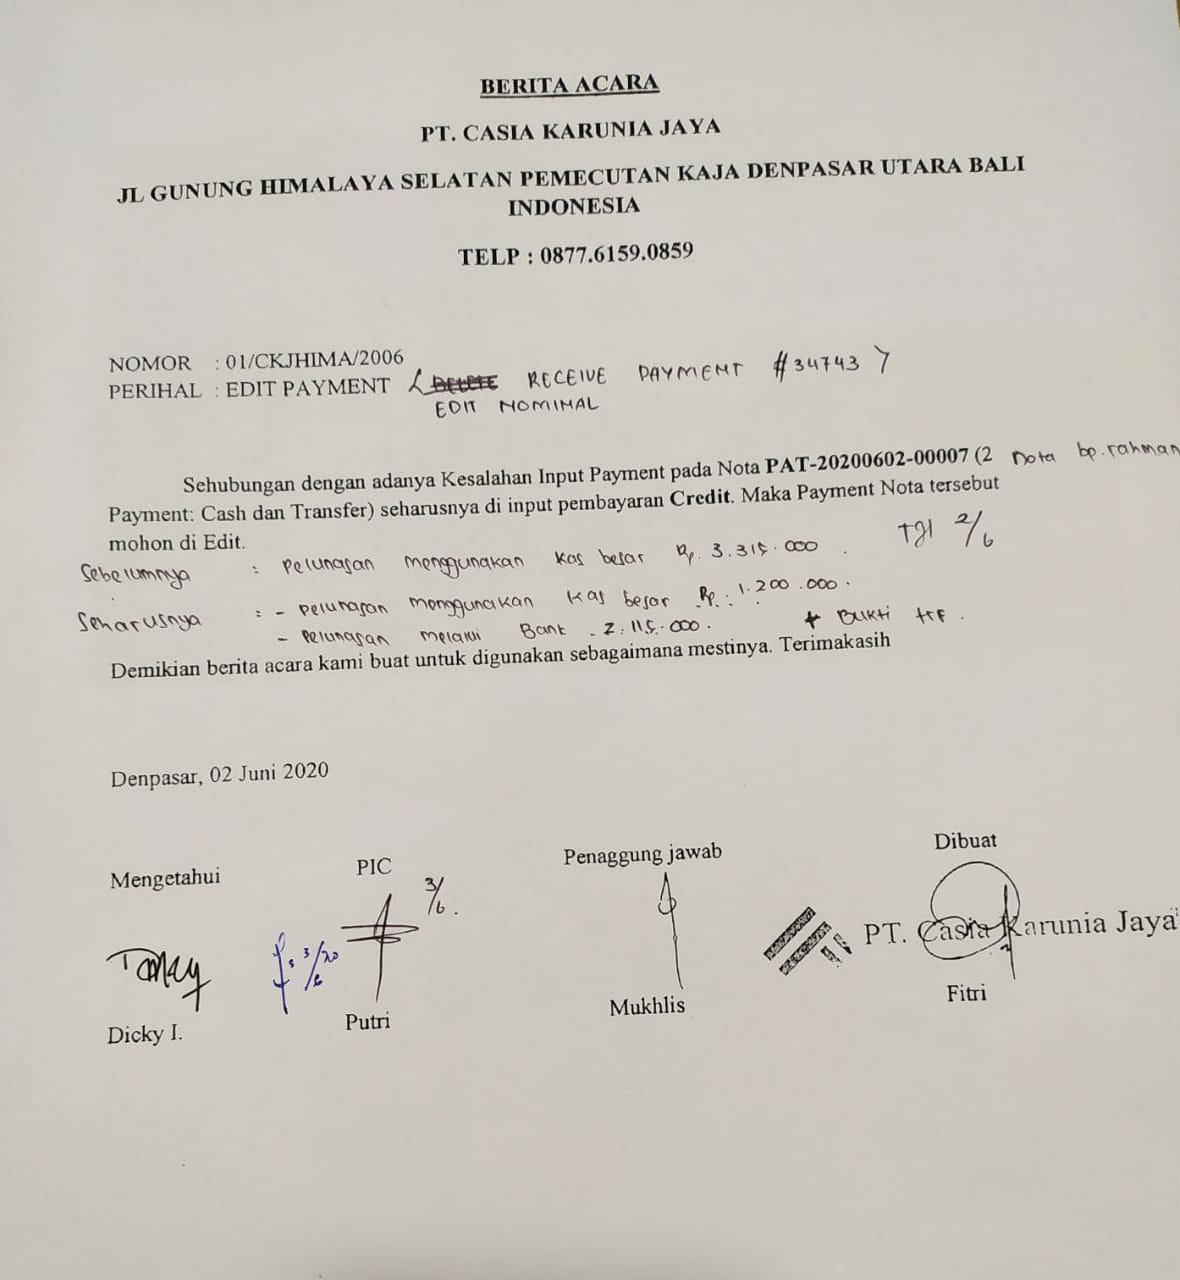 BERITA ACARA
PT. CASIA KARUNIA JAYA
JL GUNUNG HIMALAYA SELATAN PEMECUTAN KAJA DENPASAR UTARA BALI
INDONESIA
TELP : 0877.6159.0859
NOMOR : 01/CKJHIMA/2006
PERIHAL : EDIT PAYMENT ( DELETE RECEIVE PAYMENT #34743 )
EDIT NOMINAL
Sehubungan dengan adanya Kesalahan Input Payment pada Nota PAT-20200602-00007 (2 Nota bp. rahman
Payment: Cash dan Transfer) seharusnya di input pembayaran Credit. Maka Payment Nota tersebut
mohon di Edit.
Tgl 2/6
Sebelumnya : pelunasan menggunakan kas besar Rp. 3.315.000 .
Seharusnya : - pelunasan menggunakan kas besar Rp. : 1.200.000.
- pelunasan melalui Bank . 2.115.000. + BUKTI TRF .
Demikian berita acara kami buat untuk digunakan sebagaimana mestinya. Terimakasih
Denpasar, 02 Juni 2020
Mengetahui PIC Penaggung jawab Dibuat
3/6.
3/6 20
PT. Casia Karunia Jaya
Dicky I. Putri Mukhlis Fitri